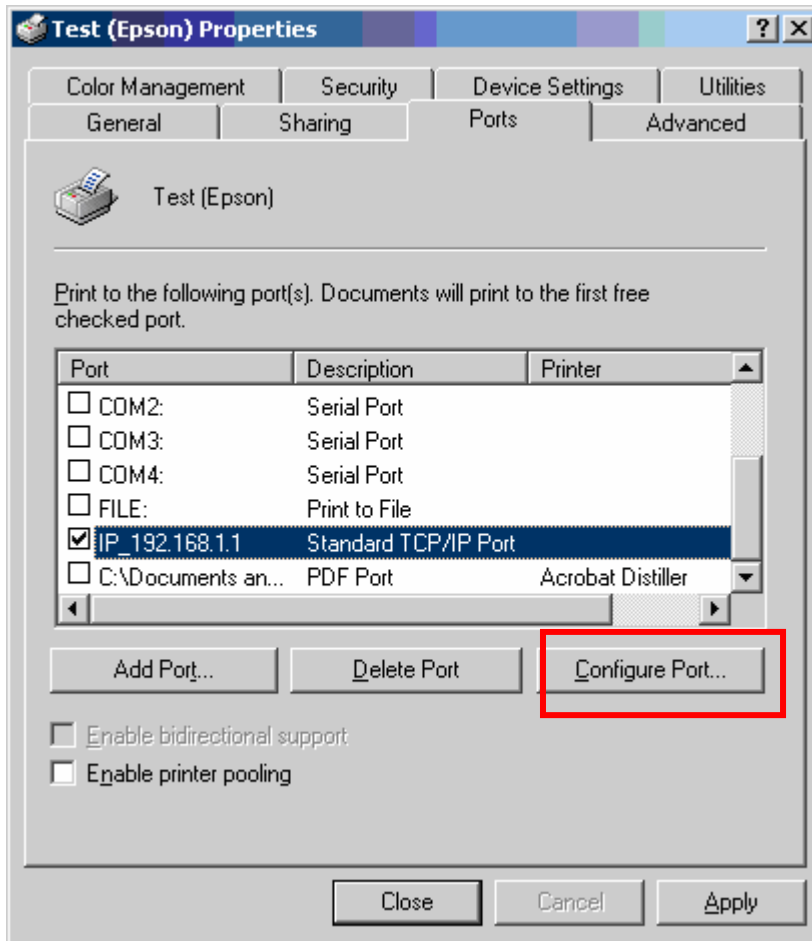 Test (Epson) Properties
Color Management Security Device Settings Utilities
General Sharing Ports Advanced
Test (Epson)
Print to the following port(s). Documents will print to the first free
checked port.
Port Description Printer
COM2: Serial Port
COM3: Serial Port
COM4: Serial Port
FILE: Print to File
IP_192.168.1.1 Standard TCP/IP Port
C:\Documents an... PDF Port Acrobat Distiller
Add Port... Delete Port Configure Port...
Enable bidirectional support
Enable printer pooling
Close Cancel Apply